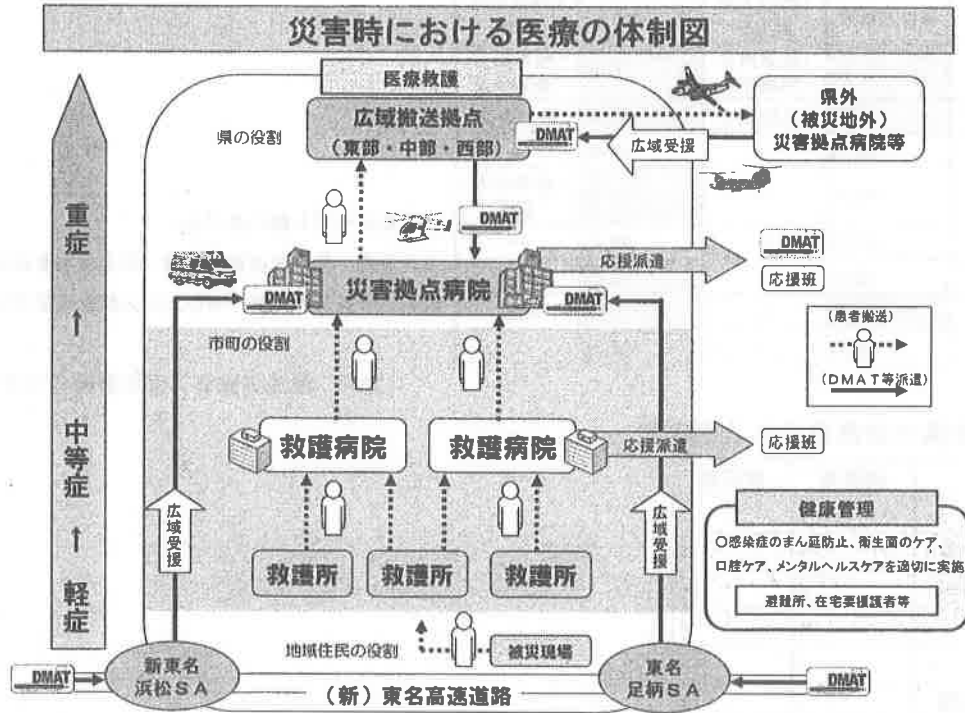 災害時における医療の体制図
医療救護
広域搬送拠点
(東部・中部・西部)
DMAT
県外
(被災地外)
災害拠点病院等
広域受援
県の役割
DMAT
重症
↑
中等症
↑
軽症
DMAT
災害拠点病院
DMAT
応援派遣
DMAT
応援班
市町の役割
(患者搬送)
(DMAT等派遣)
救護病院
救護病院
応援派遣
応援班
広域受援
広域受援
救護所
救護所
救護所
健康管理
○感染症のまん延防止、衛生面のケア、
口腔ケア、メンタルヘルスケアを適切に実施
避難所、在宅要援護者等
地域住民の役割
被災現場
DMAT
新東名
浜松SA
(新)東名高速道路
東名
足柄SA
DMAT